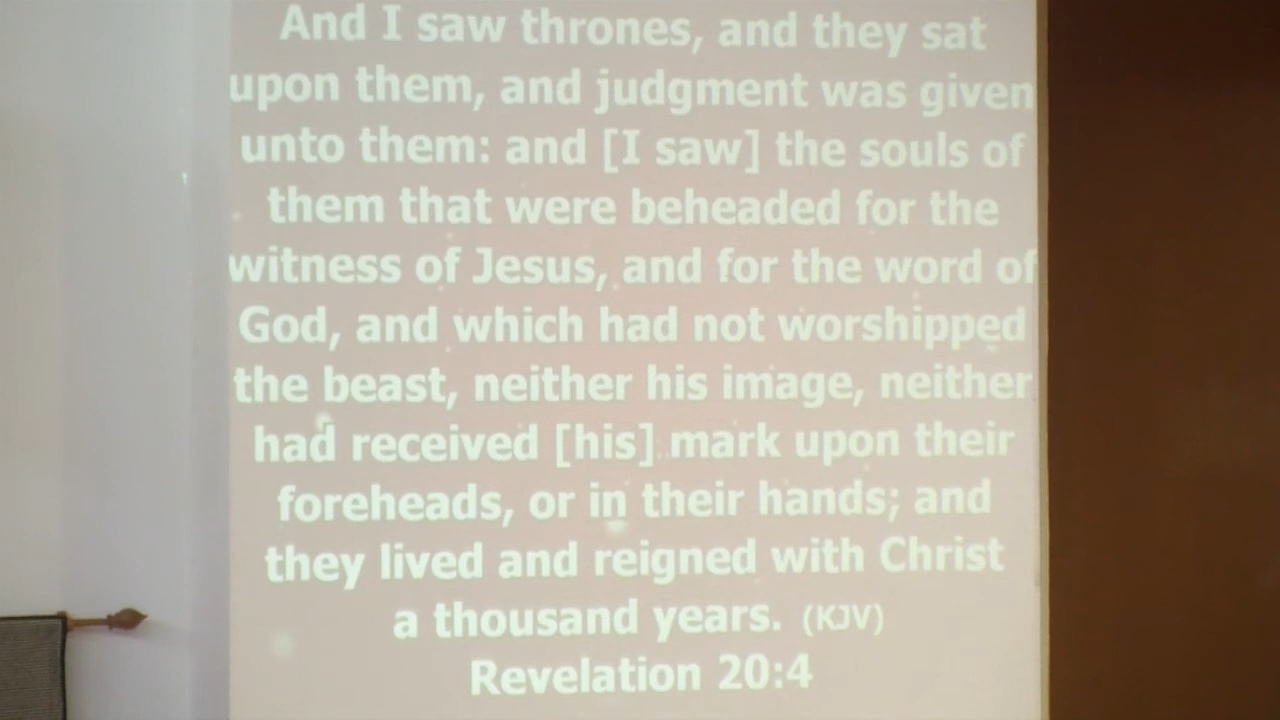 And I saw thrones, and they sat
upon them, and judgment was given
unto them: and [I saw] the souls of
them that were beheaded for the
witness of Jesus, and for the word of
God, and which had not worshipped
the beast, neither his image, neither
had received [his] mark upon their
foreheads, or in their hands; and
they lived and reigned with Christ
a thousand years. (KJV)
Revelation 20:4